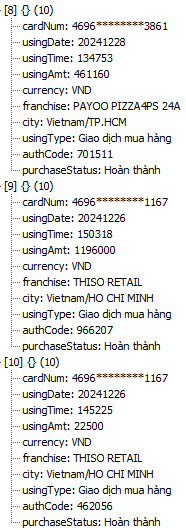 [8] {} (10)
cardNum: 4696********3861
usingDate: 20241228
usingTime: 134753
usingAmt: 461160
currency: VND
franchise: PAYOO PIZZA4PS 24A
city: Vietnam/TP.HCM
usingType: Giao dịch mua hàng
authCode: 701511
purchaseStatus: Hoàn thành
[9] {} (10)
cardNum: 4696********1167
usingDate: 20241226
usingTime: 150318
usingAmt: 1196000
currency: VND
franchise: THISO RETAIL
city: Vietnam/HO CHI MINH
usingType: Giao dịch mua hàng
authCode: 966207
purchaseStatus: Hoàn thành
[10] {} (10)
cardNum: 4696********1167
usingDate: 20241226
usingTime: 145225
usingAmt: 22500
currency: VND
franchise: THISO RETAIL
city: Vietnam/HO CHI MINH
usingType: Giao dịch mua hàng
authCode: 462056
purchaseStatus: Hoàn thành